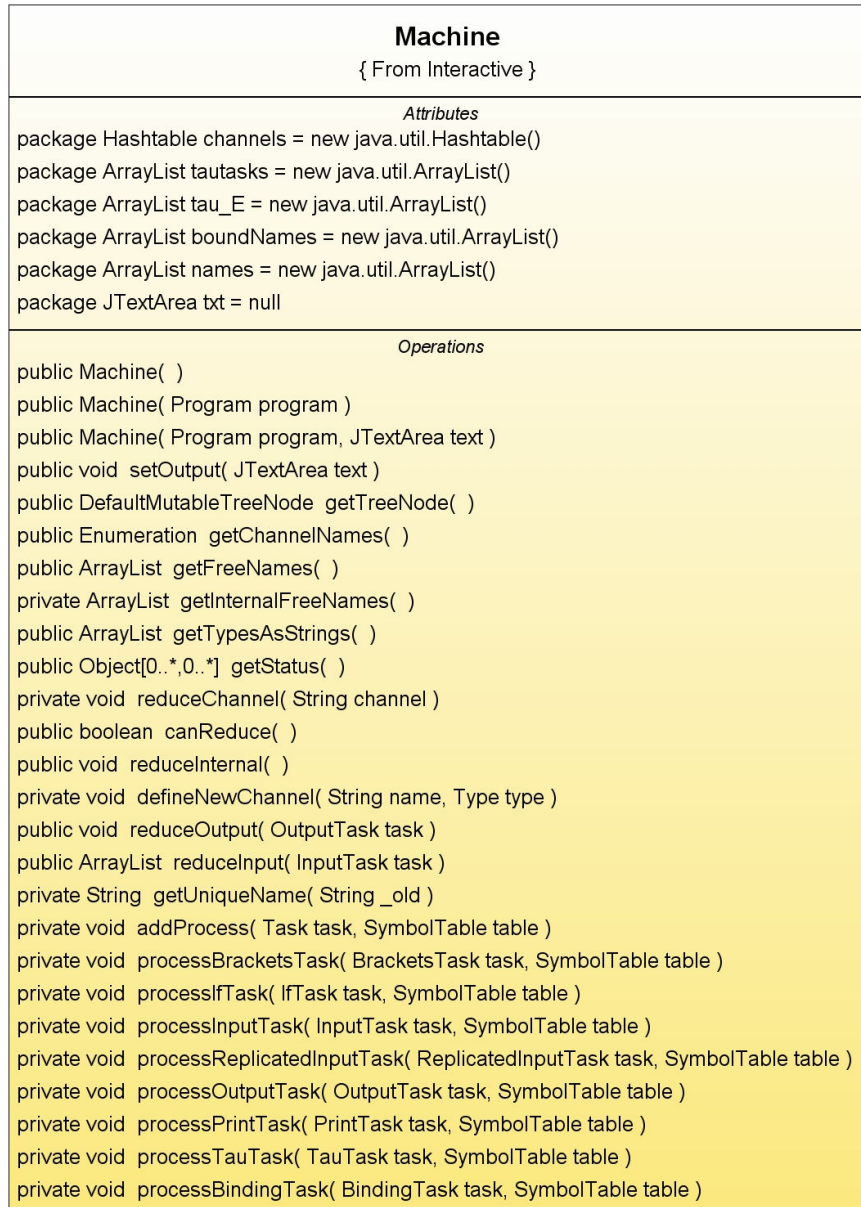 Machine
{ From Interactive }
Attributes
package Hashtable channels = new java.util.Hashtable()
package ArrayList tautasks = new java.util.ArrayList()
package ArrayList tau_E = new java.util.ArrayList()
package ArrayList boundNames = new java.util.ArrayList()
package ArrayList names = new java.util.ArrayList()
package JTextArea txt = null
Operations
public Machine( )
public Machine( Program program )
public Machine( Program program, JTextArea text )
public void setOutput( JTextArea text )
public DefaultMutableTreeNode getTreeNode( )
public Enumeration getChannelNames( )
public ArrayList getFreeNames( )
private ArrayList getInternalFreeNames( )
public ArrayList getTypesAsStrings( )
public Object[0..*,0..*] getStatus( )
private void reduceChannel( String channel )
public boolean canReduce( )
public void reduceInternal( )
private void defineNewChannel( String name, Type type )
public void reduceOutput( OutputTask task )
public ArrayList reduceInput( InputTask task )
private String getUniqueName( String _old )
private void addProcess( Task task, SymbolTable table )
private void processBracketsTask( BracketsTask task, SymbolTable table )
private void processIfTask( IfTask task, SymbolTable table )
private void processInputTask( InputTask task, SymbolTable table )
private void processReplicatedInputTask( ReplicatedInputTask task, SymbolTable table )
private void processOutputTask( OutputTask task, SymbolTable table )
private void processPrintTask( PrintTask task, SymbolTable table )
private void processTauTask( TauTask task, SymbolTable table )
private void processBindingTask( BindingTask task, SymbolTable table )